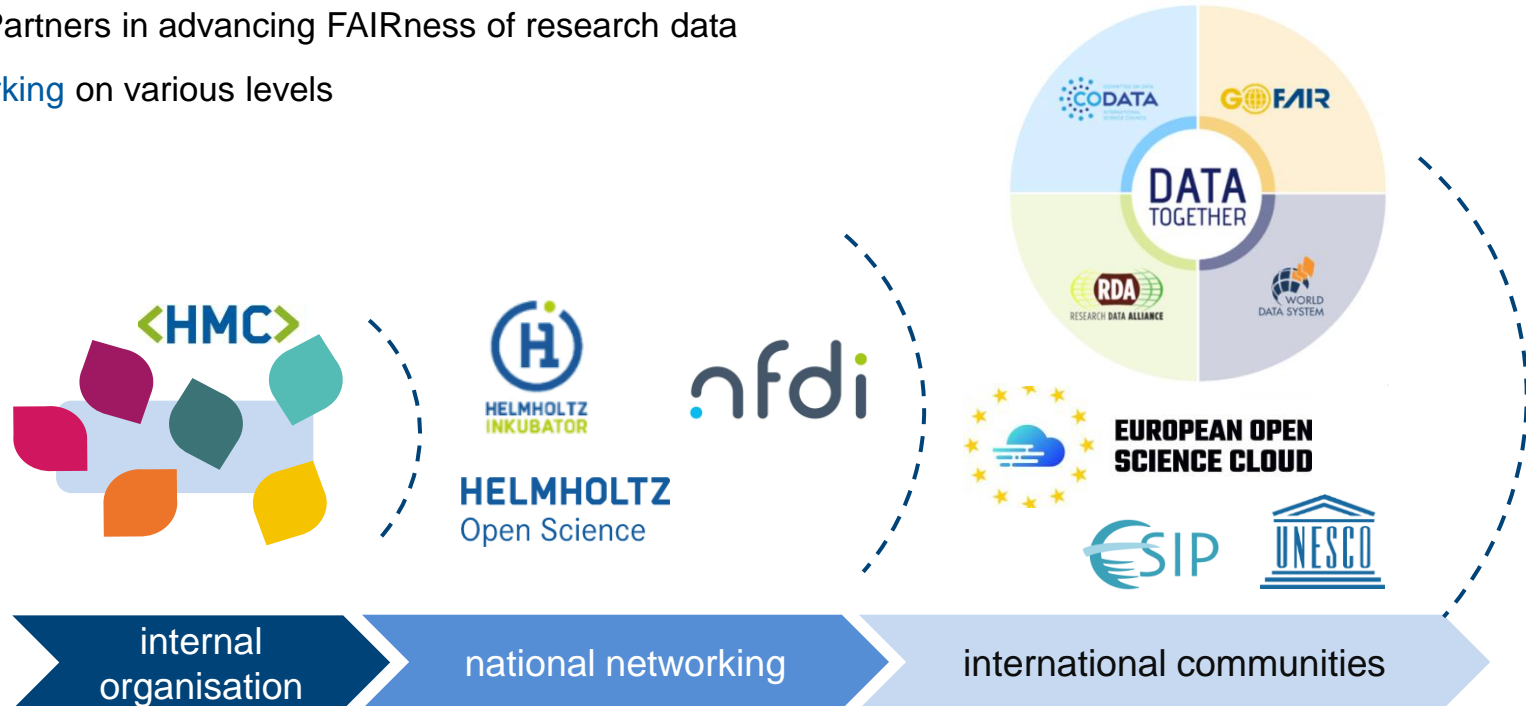 Partners in advancing FAIRness of research data
rking on various levels
CODATA
GO FAIR
DATA
TOGETHER
RDA
RESEARCH DATA ALLIANCE
WORLD
DATA SYSTEM
<HMC>
HELMHOLTZ
INKUBATOR
nfdi
HELMHOLTZ
Open Science
EUROPEAN OPEN
SCIENCE CLOUD
ESIP
UNESCO
internal
organisation
national networking
international communities